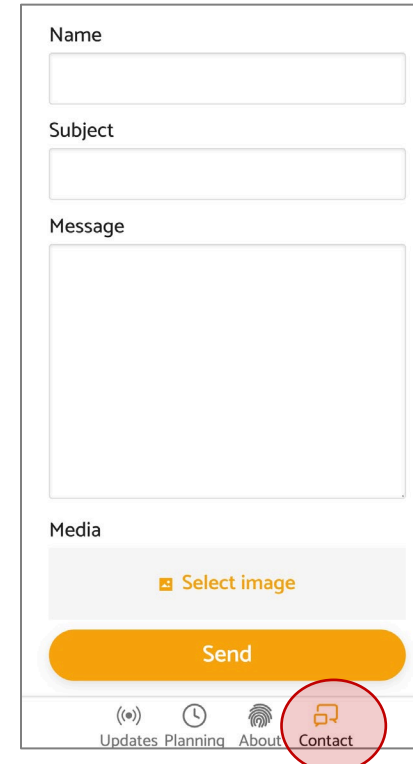 Name
Subject
Message
Media
Select image
Send
Updates Planning About Contact